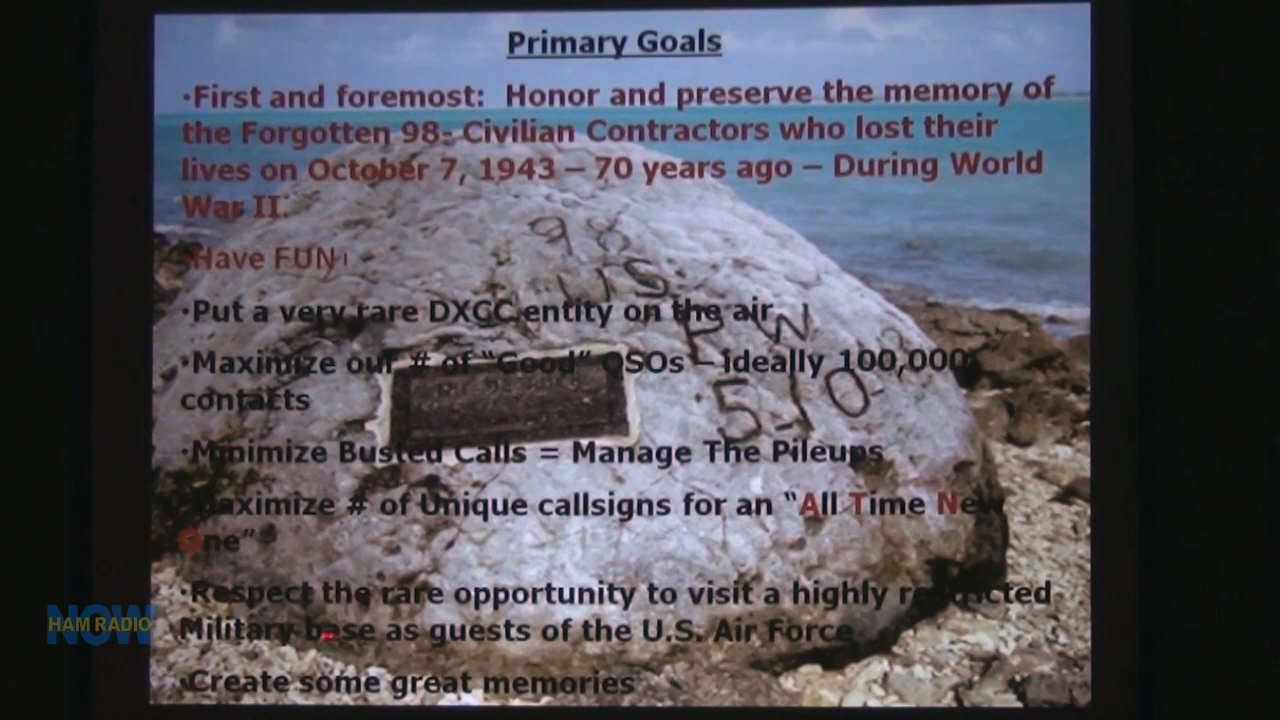 Primary Goals
•First and foremost: Honor and preserve the memory of
the Forgotten 98- Civilian Contractors who lost their
lives on October 7, 1943 – 70 years ago – During World
War II.
•Have FUN!
•Put a very rare DXCC entity on the air
•Maximize our # of “Good” QSOs – ideally 100,000
contacts
•Minimize Busted Calls = Manage The Pileups
•Maximize # of Unique callsigns for an “All Time New
One”
•Respect the rare opportunity to visit a highly restricted
Military base as guests of the U.S. Air Force
•Create some great memories
98
US
PW
5-10-
NOW
HAM RADIO